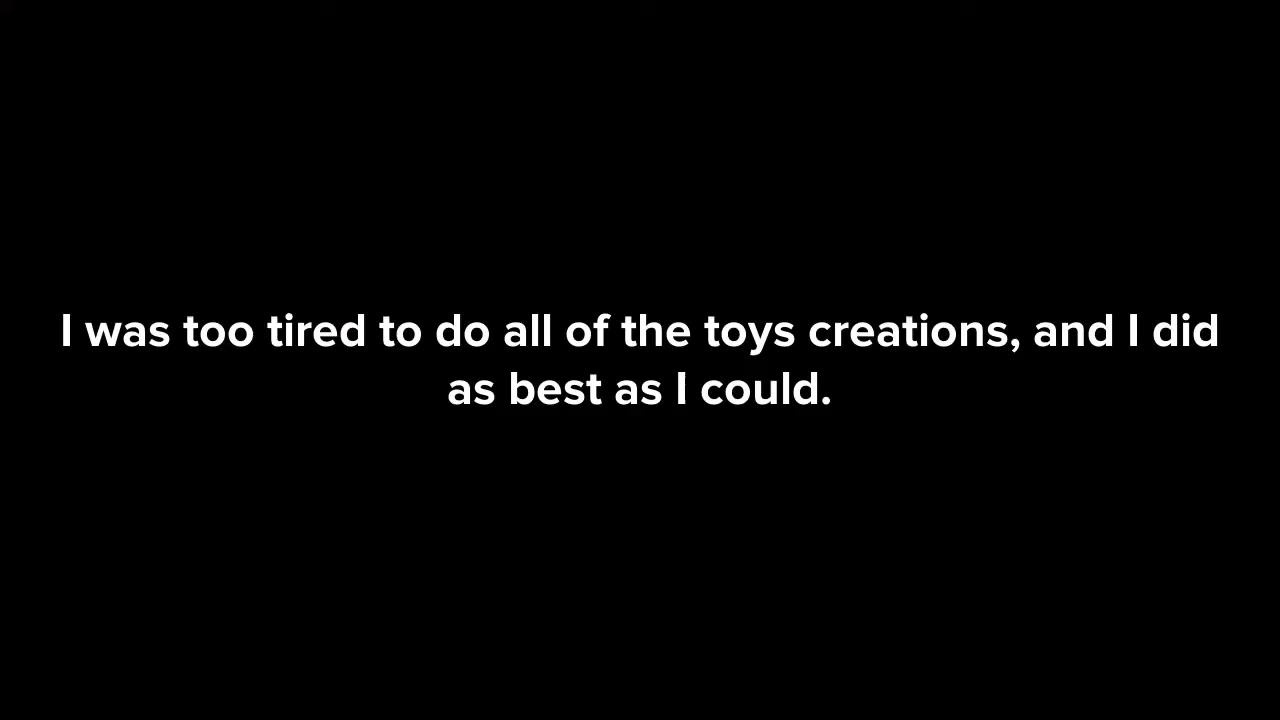 I was too tired to do all of the toys creations, and I did
as best as I could.